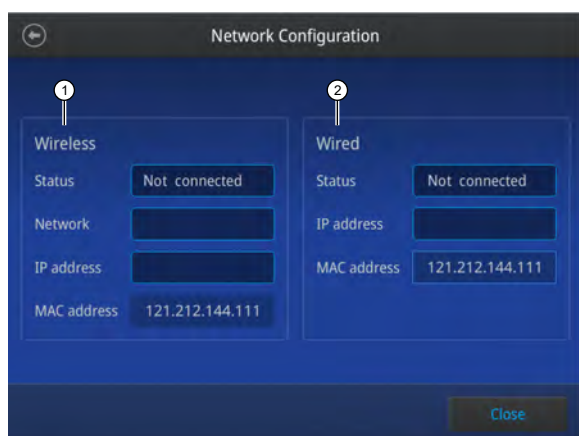 Network Configuration
1
2
Wireless
Status Not connected
Network
IP address
MAC address 121.212.144.111
Wired
Status Not connected
IP address
MAC address 121.212.144.111
Close